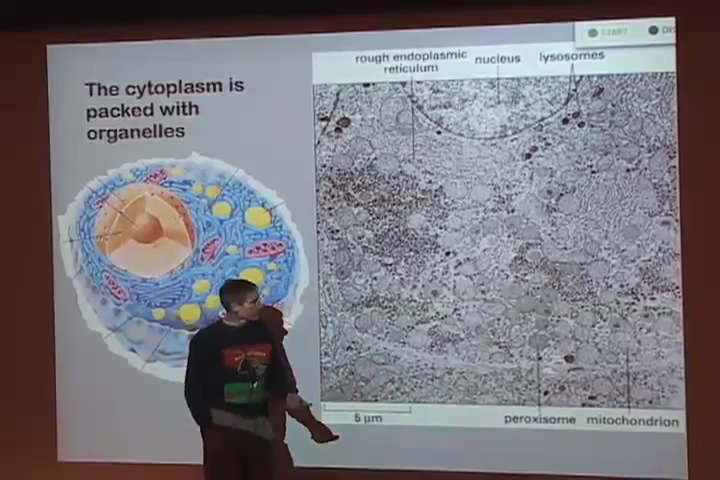 START
The cytoplasm is
packed with
organelles
rough endoplasmic
reticulum
nucleus
lysosomes
5 µm
peroxisome
mitochondrion